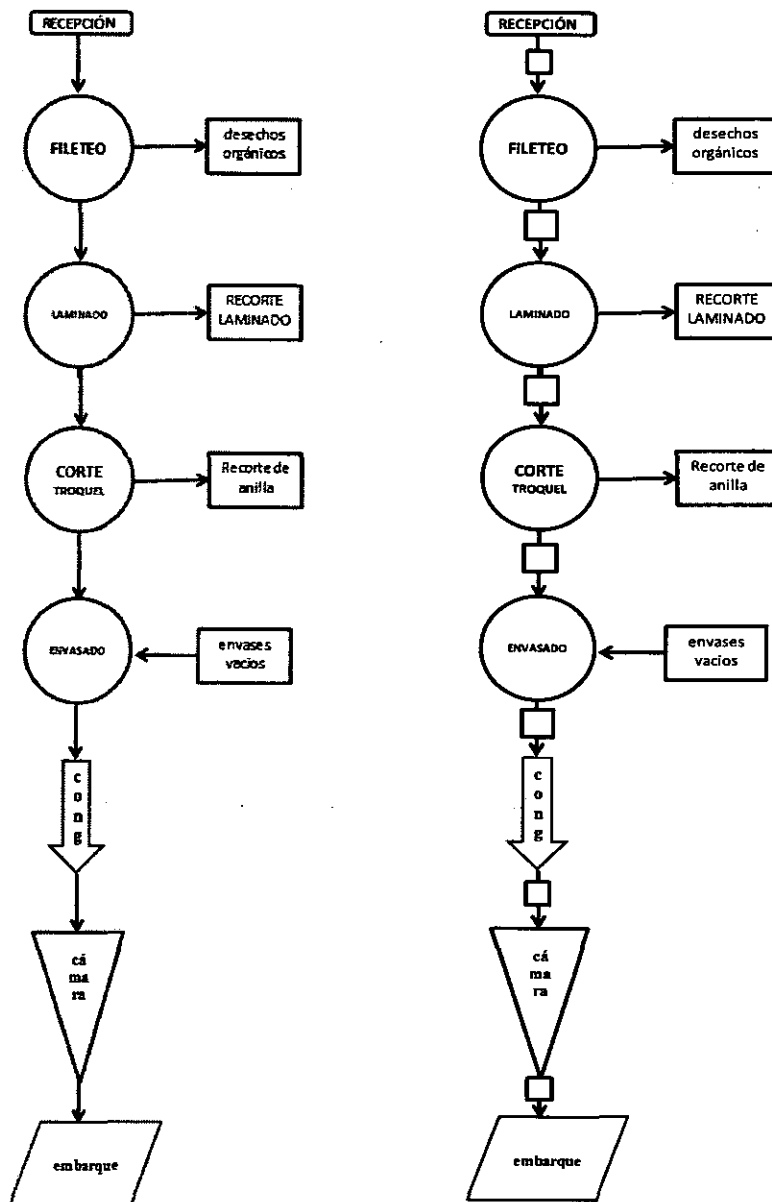 RECEPCIÓN
FILETEO
desechos
orgánicos
LAMINADO
RECORTE
LAMINADO
CORTE
TROQUEL
Recorte de
anilla
ENVASADO
envases
vacios
c
o
n
g
cá
ma
ra
embarque
RECEPCIÓN
FILETEO
desechos
orgánicos
LAMINADO
RECORTE
LAMINADO
CORTE
TROQUEL
Recorte de
anilla
ENVASADO
envases
vacios
c
o
n
g
cá
ma
ra
embarque